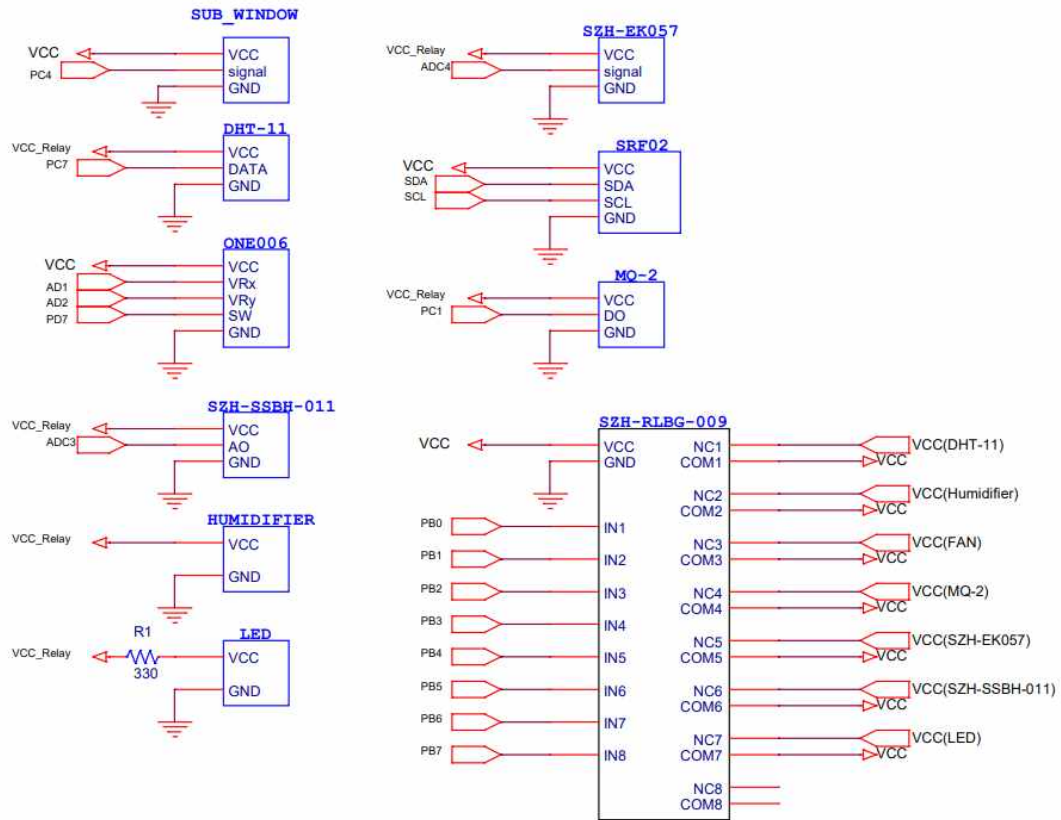 SUB_WINDOW
VCC
PC4
VCC
signal
GND
DHT-11
VCC_Relay
PC7
VCC
DATA
GND
ONE006
VCC
AD1
AD2
PD7
VCC
VRx
VRy
SW
GND
SZH-SSBH-011
VCC_Relay
ADC3
VCC
AO
GND
HUMIDIFIER
VCC_Relay
VCC
GND
LED
R1
VCC_Relay
330
VCC
GND
SZH-EK057
VCC_Relay
ADC4
VCC
signal
GND
SRF02
VCC
SDA
SCL
VCC
SDA
SCL
GND
MQ-2
VCC_Relay
PC1
VCC
DO
GND
SZH-RLBG-009
VCC
PB0
PB1
PB2
PB3
PB4
PB5
PB6
PB7
VCC
GND
IN1
IN2
IN3
IN4
IN5
IN6
IN7
IN8
NC1
COM1
NC2
COM2
NC3
COM3
NC4
COM4
NC5
COM5
NC6
COM6
NC7
COM7
NC8
COM8
VCC(DHT-11)
VCC
VCC(Humidifier)
VCC
VCC(FAN)
VCC
VCC(MQ-2)
VCC
VCC(SZH-EK057)
VCC
VCC(SZH-SSBH-011)
VCC
VCC(LED)
VCC